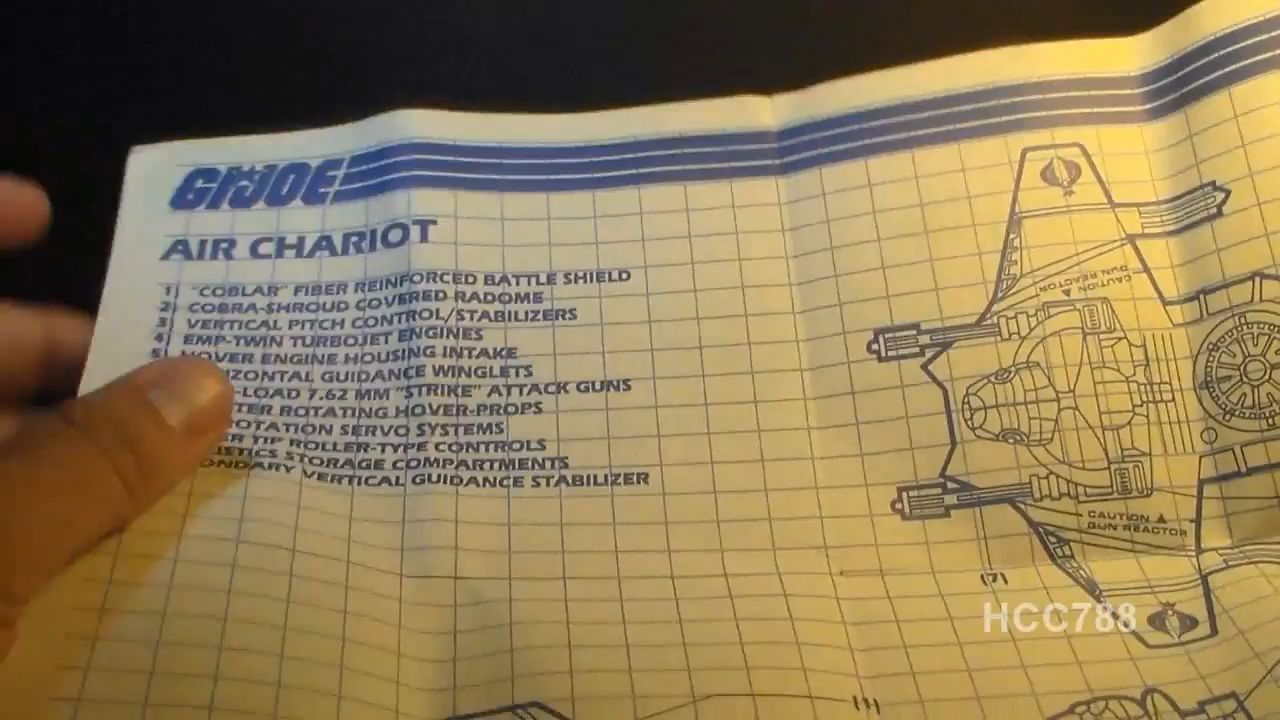 G.I. JOE
AIR CHARIOT
1) "COBLAR" FIBER REINFORCED BATTLE SHIELD
2) COBRA-SHROUD COVERED RADOME
3) VERTICAL PITCH CONTROL/STABILIZERS
4) EMP-TWIN TURBOJET ENGINES
5) HOVER ENGINE HOUSING INTAKE
GUIDANCE WINGLETS
-LOAD 7.62 MM "STRIKE" ATTACK GUNS
ROTATING HOVER-PROPS
SERVO SYSTEMS
TIP ROLLER-TYPE CONTROLS
STORAGE COMPARTMENTS
VERTICAL GUIDANCE STABILIZER
CAUTION ▲
GUN REACTOR
CAUTION ▲
GUN REACTOR
(7)
HCC788